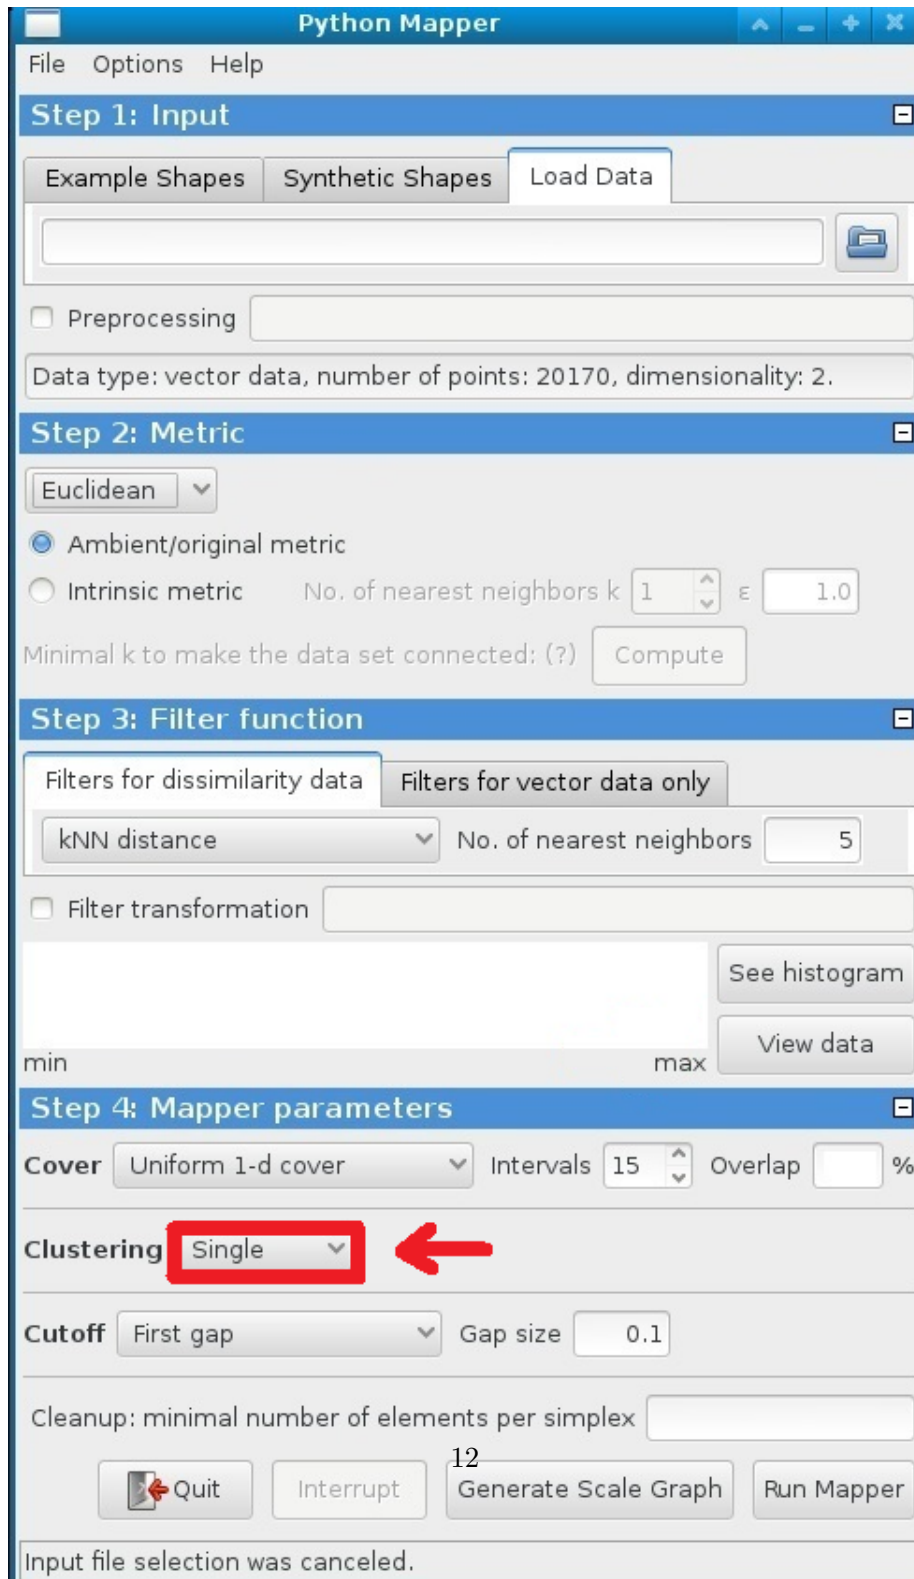 Python Mapper
File Options Help
Step 1: Input
Example Shapes Synthetic Shapes Load Data
Preprocessing
Data type: vector data, number of points: 20170, dimensionality: 2.
Step 2: Metric
Euclidean
Ambient/original metric
Intrinsic metric No. of nearest neighbors k 1 ε 1.0
Minimal k to make the data set connected: (?) Compute
Step 3: Filter function
Filters for dissimilarity data Filters for vector data only
kNN distance No. of nearest neighbors 5
Filter transformation
See histogram
View data
min max
Step 4: Mapper parameters
Cover Uniform 1-d cover Intervals 15 Overlap %
Clustering Single
Cutoff First gap Gap size 0.1
Cleanup: minimal number of elements per simplex
12
Quit Interrupt Generate Scale Graph Run Mapper
Input file selection was canceled.